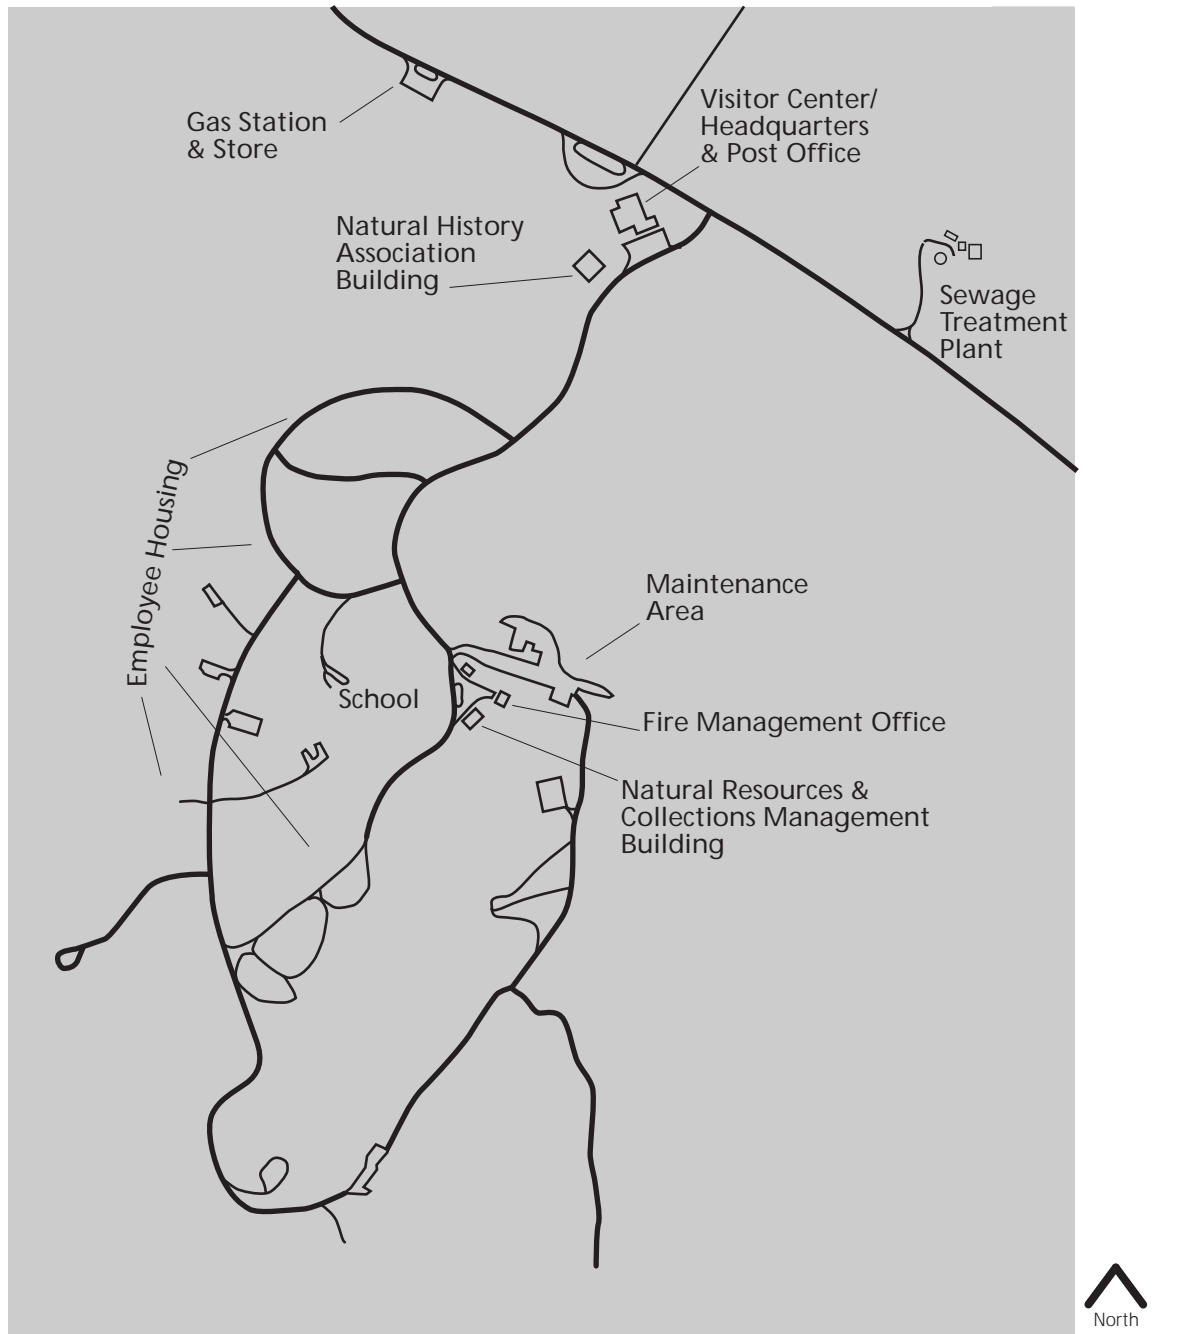 Gas Station
& Store
Visitor Center/
Headquarters
& Post Office
Natural History
Association
Building
Sewage
Treatment
Plant
Employee Housing
Maintenance
Area
School
Fire Management Office
Natural Resources &
Collections Management
Building
North